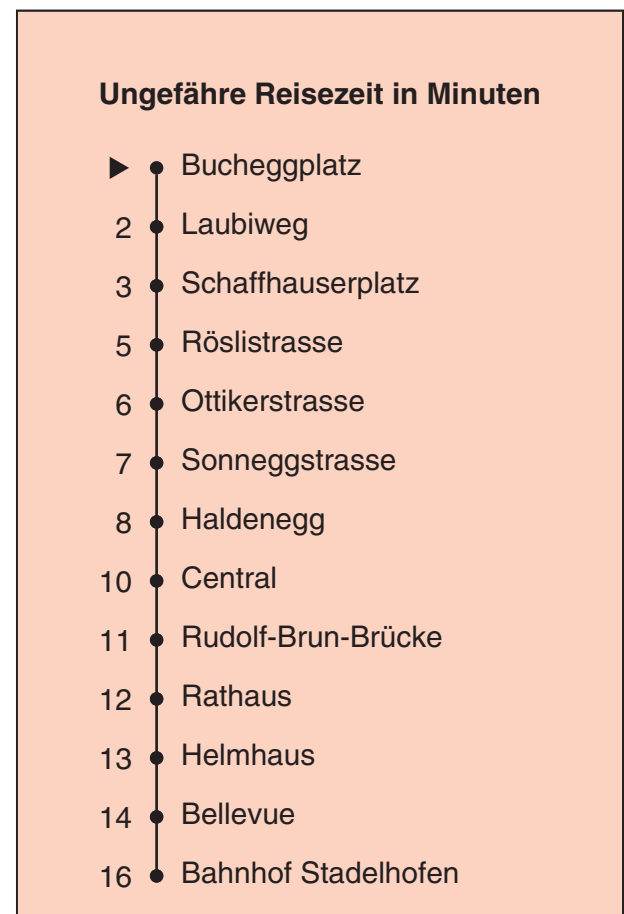 Ungefähre Reisezeit in Minuten
Bucheggplatz
2 Laubiweg
3 Schaffhauserplatz
5 Röslistrasse
6 Ottikerstrasse
7 Sonneggstrasse
8 Haldenegg
10 Central
11 Rudolf-Brun-Brücke
12 Rathaus
13 Helmhaus
14 Bellevue
16 Bahnhof Stadelhofen